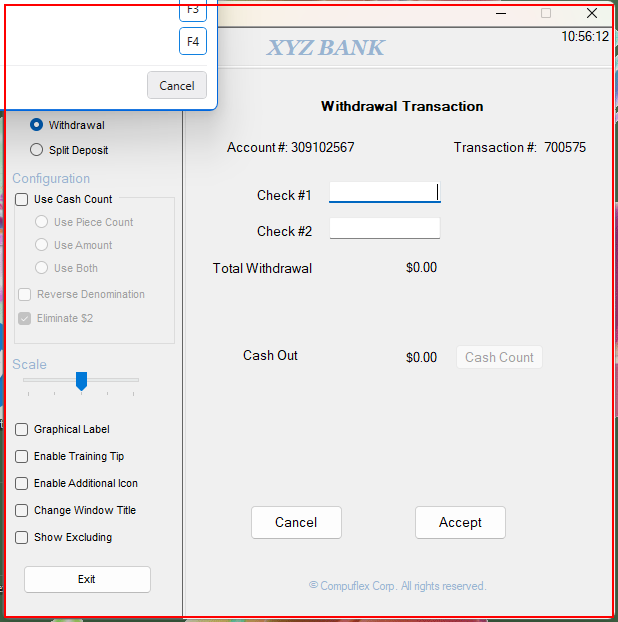 F3
F4
Cancel
10:56:12
XYZ BANK
Withdrawal Transaction
Withdrawal
Split Deposit
Account #: 309102567 Transaction #: 700575
Configuration
Use Cash Count
Use Piece Count
Use Amount
Use Both
Reverse Denomination
Eliminate $2
Check #1
Check #2
Total Withdrawal $0.00
Cash Out $0.00 Cash Count
Scale
Graphical Label
Enable Training Tip
Enable Additional Icon
Change Window Title
Show Excluding
Exit
Cancel Accept
© Compuflex Corp. All rights reserved.